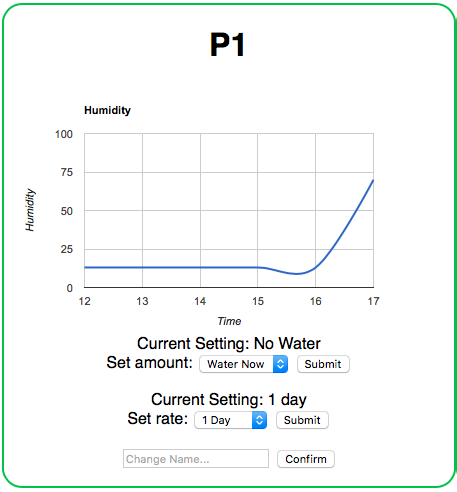 P1
Humidity
100
75
50
25
0
Humidity
12 13 14 15 16 17
Time
Current Setting: No Water
Set amount: Water Now Submit
Current Setting: 1 day
Set rate: 1 Day Submit
Change Name... Confirm